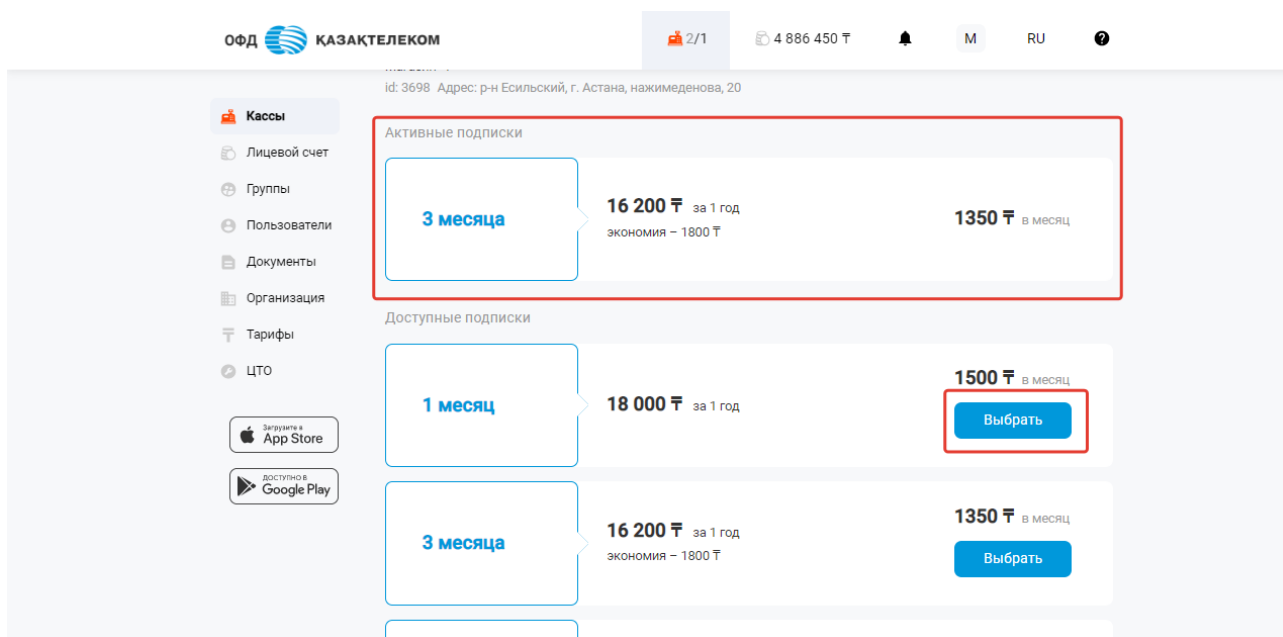 ОФД ҚАЗАҚТЕЛЕКОМ
2/1
4 886 450 ₸
M
RU
?
id: 3698 Адрес: р-н Есильский, г. Астана, нажимеденова, 20
Кассы
Лицевой счет
Группы
Пользователи
Документы
Организация
Тарифы
ЦТО
Загрузите в
App Store
ДОСТУПНО В
Google Play
Активные подписки
3 месяца
16 200 ₸ за 1 год
экономия – 1800 ₸
1350 ₸ в месяц
Доступные подписки
1 месяц
18 000 ₸ за 1 год
1500 ₸ в месяц
Выбрать
3 месяца
16 200 ₸ за 1 год
экономия – 1800 ₸
1350 ₸ в месяц
Выбрать